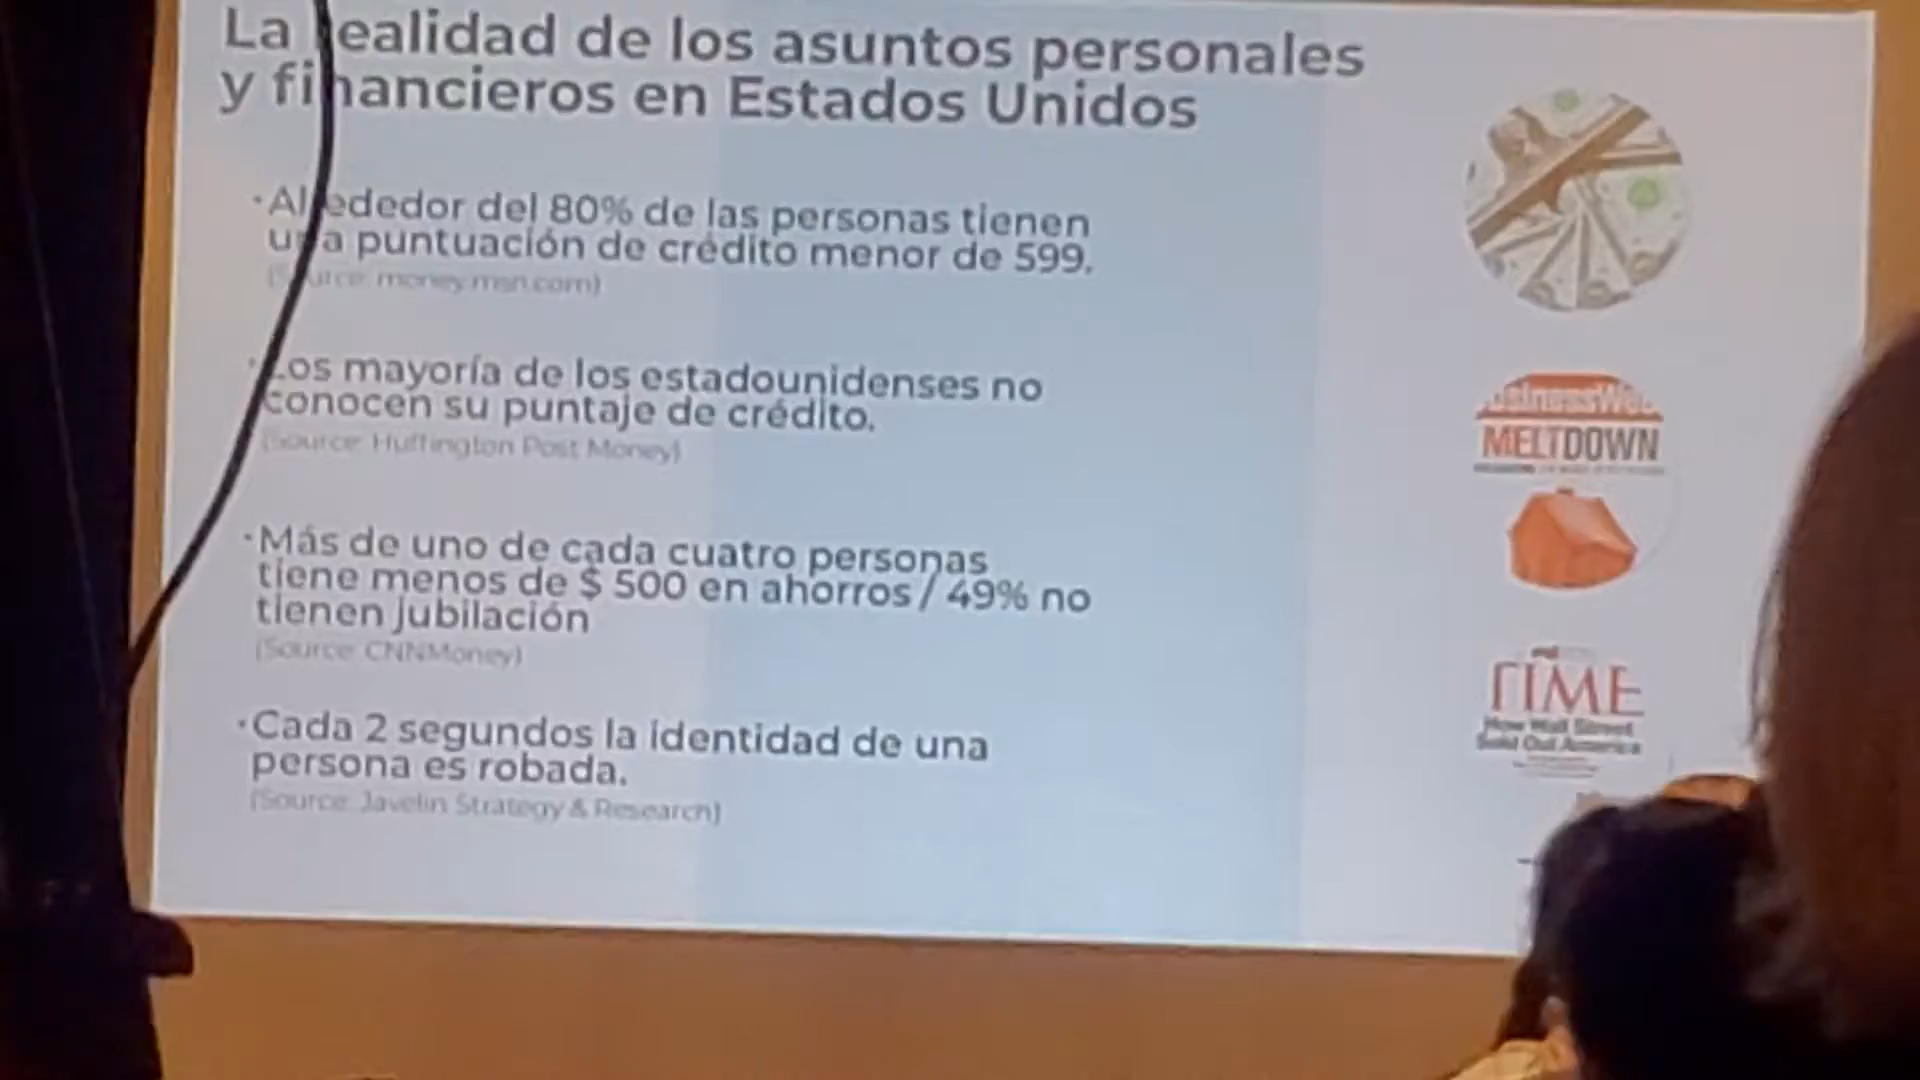 La Realidad de los asuntos personales
y financieros en Estados Unidos
· Alrededor del 80% de las personas tienen
una puntuación de crédito menor de 599.
(Source: money.msn.com)
· Los mayoría de los estadounidenses no
conocen su puntaje de crédito.
(Source: Huffington Post Money)
· Más de uno de cada cuatro personas
tiene menos de $ 500 en ahorros / 49% no
tienen jubilación
(Source: CNNMoney)
· Cada 2 segundos la identidad de una
persona es robada.
(Source: Javelin Strategy & Research)
MELTDOWN
TIME
How Wall Street
Sold Out America